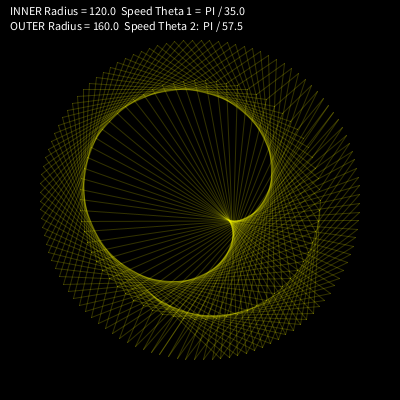 INNER Radius = 120.0  Speed Theta 1 =  PI / 35.0
OUTER Radius = 160.0  Speed Theta 2:  PI / 57.5